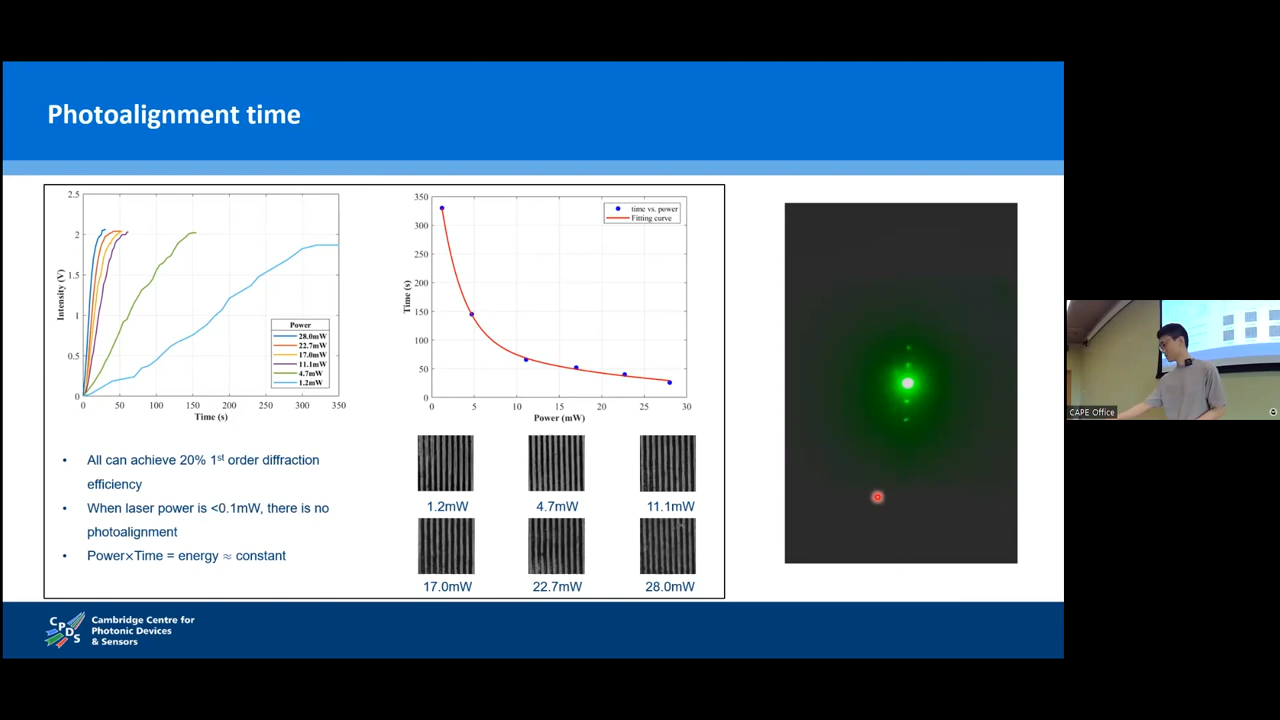 Photoalignment time
2.5
2
1.5
1
0.5
0
Intensity (V)
0 50 100 150 200 250 300 350
Time (s)
Power
28.0mW
22.7mW
17.0mW
11.1mW
4.7mW
1.2mW
350
300
250
200
150
100
50
0
Time (s)
time vs. power
Fitting curve
0 5 10 15 20 25 30
Power (mW)
• All can achieve 20% 1st order diffraction
efficiency
• When laser power is <0.1mW, there is no
photoalignment
• Power×Time = energy ≈ constant
1.2mW 4.7mW 11.1mW
17.0mW 22.7mW 28.0mW
CPDS
Cambridge Centre for
Photonic Devices
& Sensors
CAPE Office